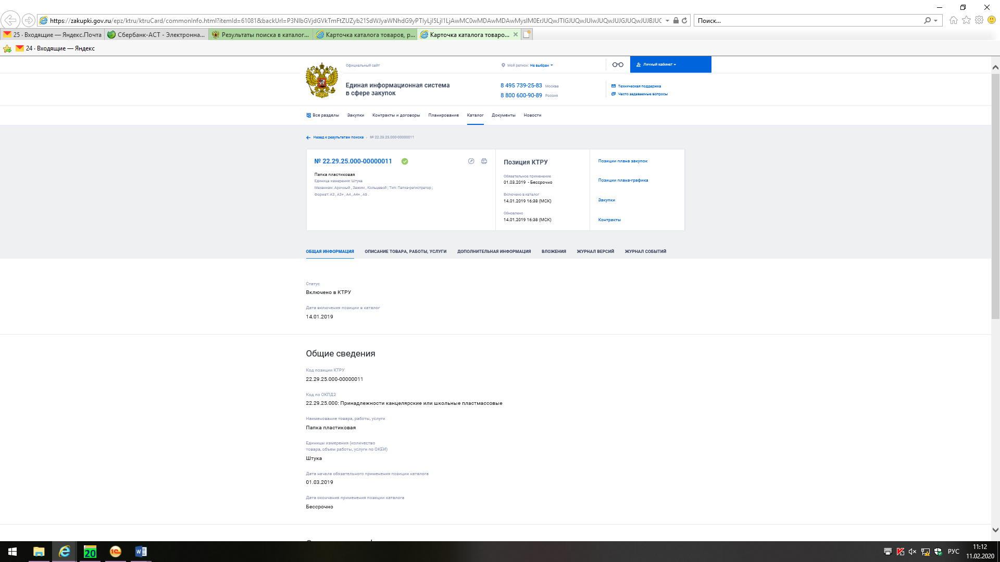 https://zakupki.gov.ru/epz/ktru/ktruCard/commonInfo.html?itemId=61081&backUrl=
Поиск...
25 · Входящие — Яндекс.Почта
Сбербанк-АСТ - Электронна...
Результаты поиска в каталог...
Карточка каталога товаров, р...
Карточка каталога товаро...
24 · Входящие — Яндекс
Официальный сайт
Мой регион: Не выбран
Личный кабинет
Единая информационная система
в сфере закупок
8 495 739-25-83 Москва
8 800 600-90-89 Россия
Техническая поддержка
Часто задаваемые вопросы
Все разделы
Закупки
Контракты и договоры
Планирование
Каталог
Документы
Новости
Назад к результатам поиска
№ 22.29.25.000-00000011
№ 22.29.25.000-00000011
Папка пластиковая
Единица измерения: Штука
Механизм: Арочный , Зажим , Кольцевой ; Тип: Папка-регистратор ;
Формат: А3 , А3+ , А4 , А4+ , А5 .
Позиция КТРУ
Обязательное применение
01.03.2019 - Бессрочно
Включено в каталог
14.01.2019 16:38 (МСК)
Обновлено
14.01.2019 16:38 (МСК)
Позиции плана закупок
Позиции плана-графика
Закупки
Контракты
ОБЩАЯ ИНФОРМАЦИЯ
ОПИСАНИЕ ТОВАРА, РАБОТЫ, УСЛУГИ
ДОПОЛНИТЕЛЬНАЯ ИНФОРМАЦИЯ
ВЛОЖЕНИЯ
ЖУРНАЛ ВЕРСИЙ
ЖУРНАЛ СОБЫТИЙ
Статус
Включено в КТРУ
Дата включения позиции в каталог
14.01.2019
Общие сведения
Код позиции КТРУ
22.29.25.000-00000011
Код по ОКПД2
22.29.25.000: Принадлежности канцелярские или школьные пластмассовые
Наименование товара, работы, услуги
Папка пластиковая
Единицы измерения (количество
товара, объем работы, услуги по ОКЕИ)
Штука
Дата начала обязательного применения позиции каталога
01.03.2019
Дата окончания применения позиции каталога
Бессрочно
20
1С
РУС
11:12
11.02.2020